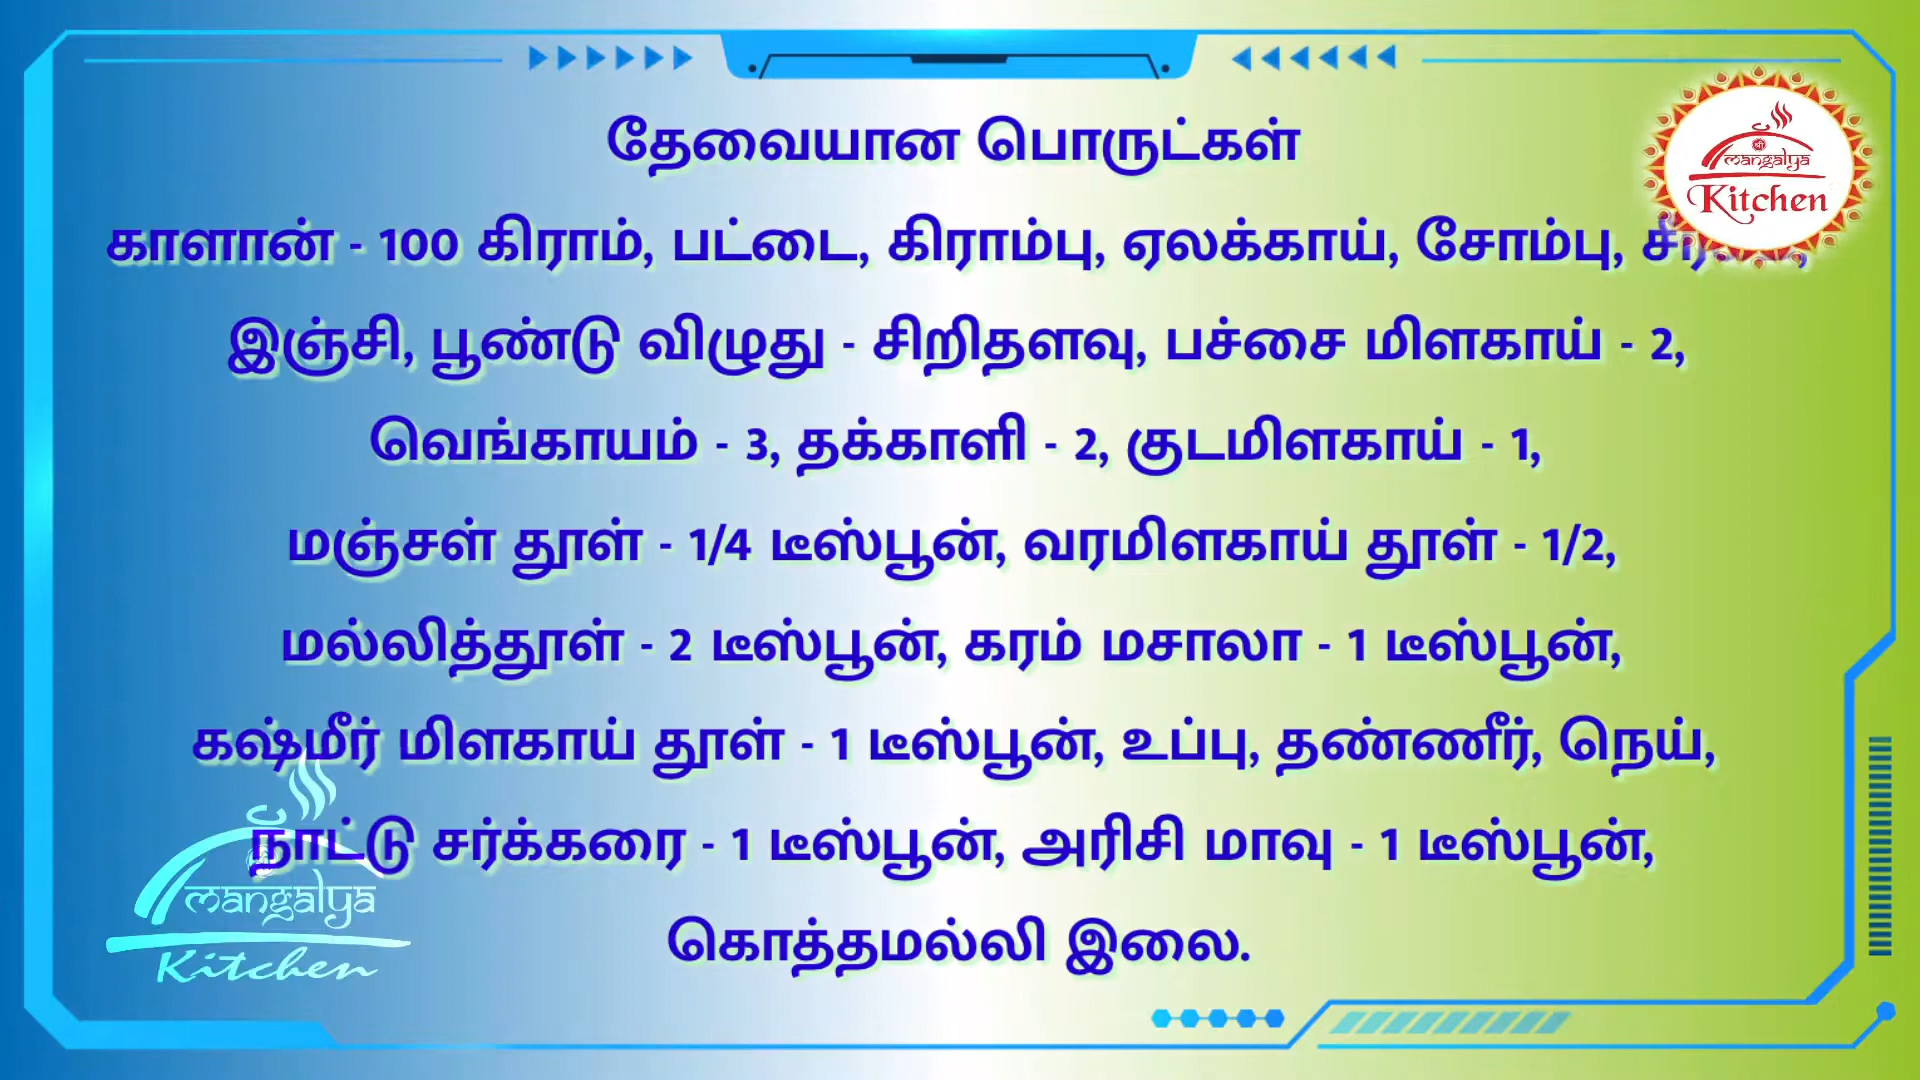 தேவையான பொருட்கள்
காளான் - 100 கிராம், பட்டை, கிராம்பு, ஏலக்காய், சோம்பு,
இஞ்சி, பூண்டு விழுது - சிறிதளவு, பச்சை மிளகாய் - 2,
வெங்காயம் - 3, தக்காளி - 2, குடமிளகாய் - 1,
மஞ்சள் தூள் - 1/4 டீஸ்பூன், வரமிளகாய் தூள் - 1/2,
மல்லித்தூள் - 2 டீஸ்பூன், கரம் மசாலா - 1 டீஸ்பூன்,
கஷ்மீர் மிளகாய் தூள் - 1 டீஸ்பூன், உப்பு, தண்ணீர், நெய்,
நாட்டு சர்க்கரை - 1 டீஸ்பூன், அரிசி மாவு - 1 டீஸ்பூன்,
கொத்தமல்லி இலை.
ஸ்ரீ
mangalya
Kitchen
mangalya
Kitchen